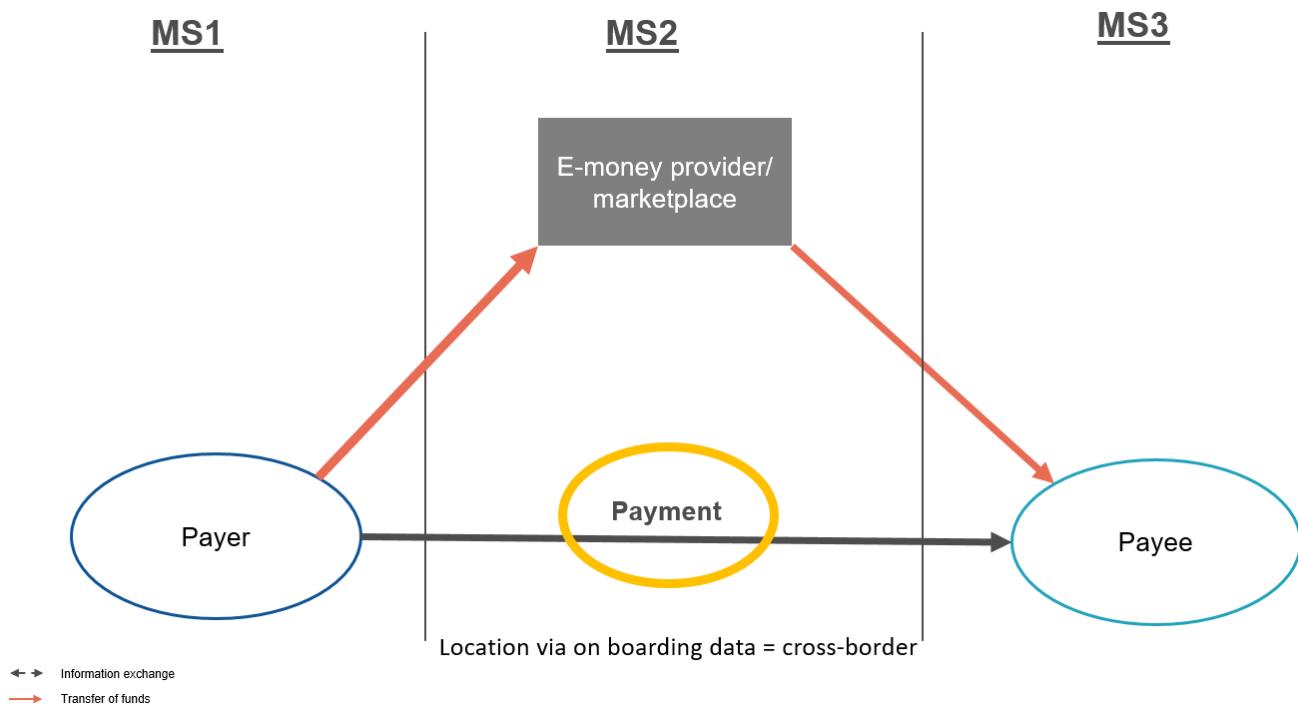 MS1
MS2
MS3
E-money provider/
marketplace
Payment
Payer
Payee
Location via on boarding data = cross-border
Information exchange
Transfer of funds